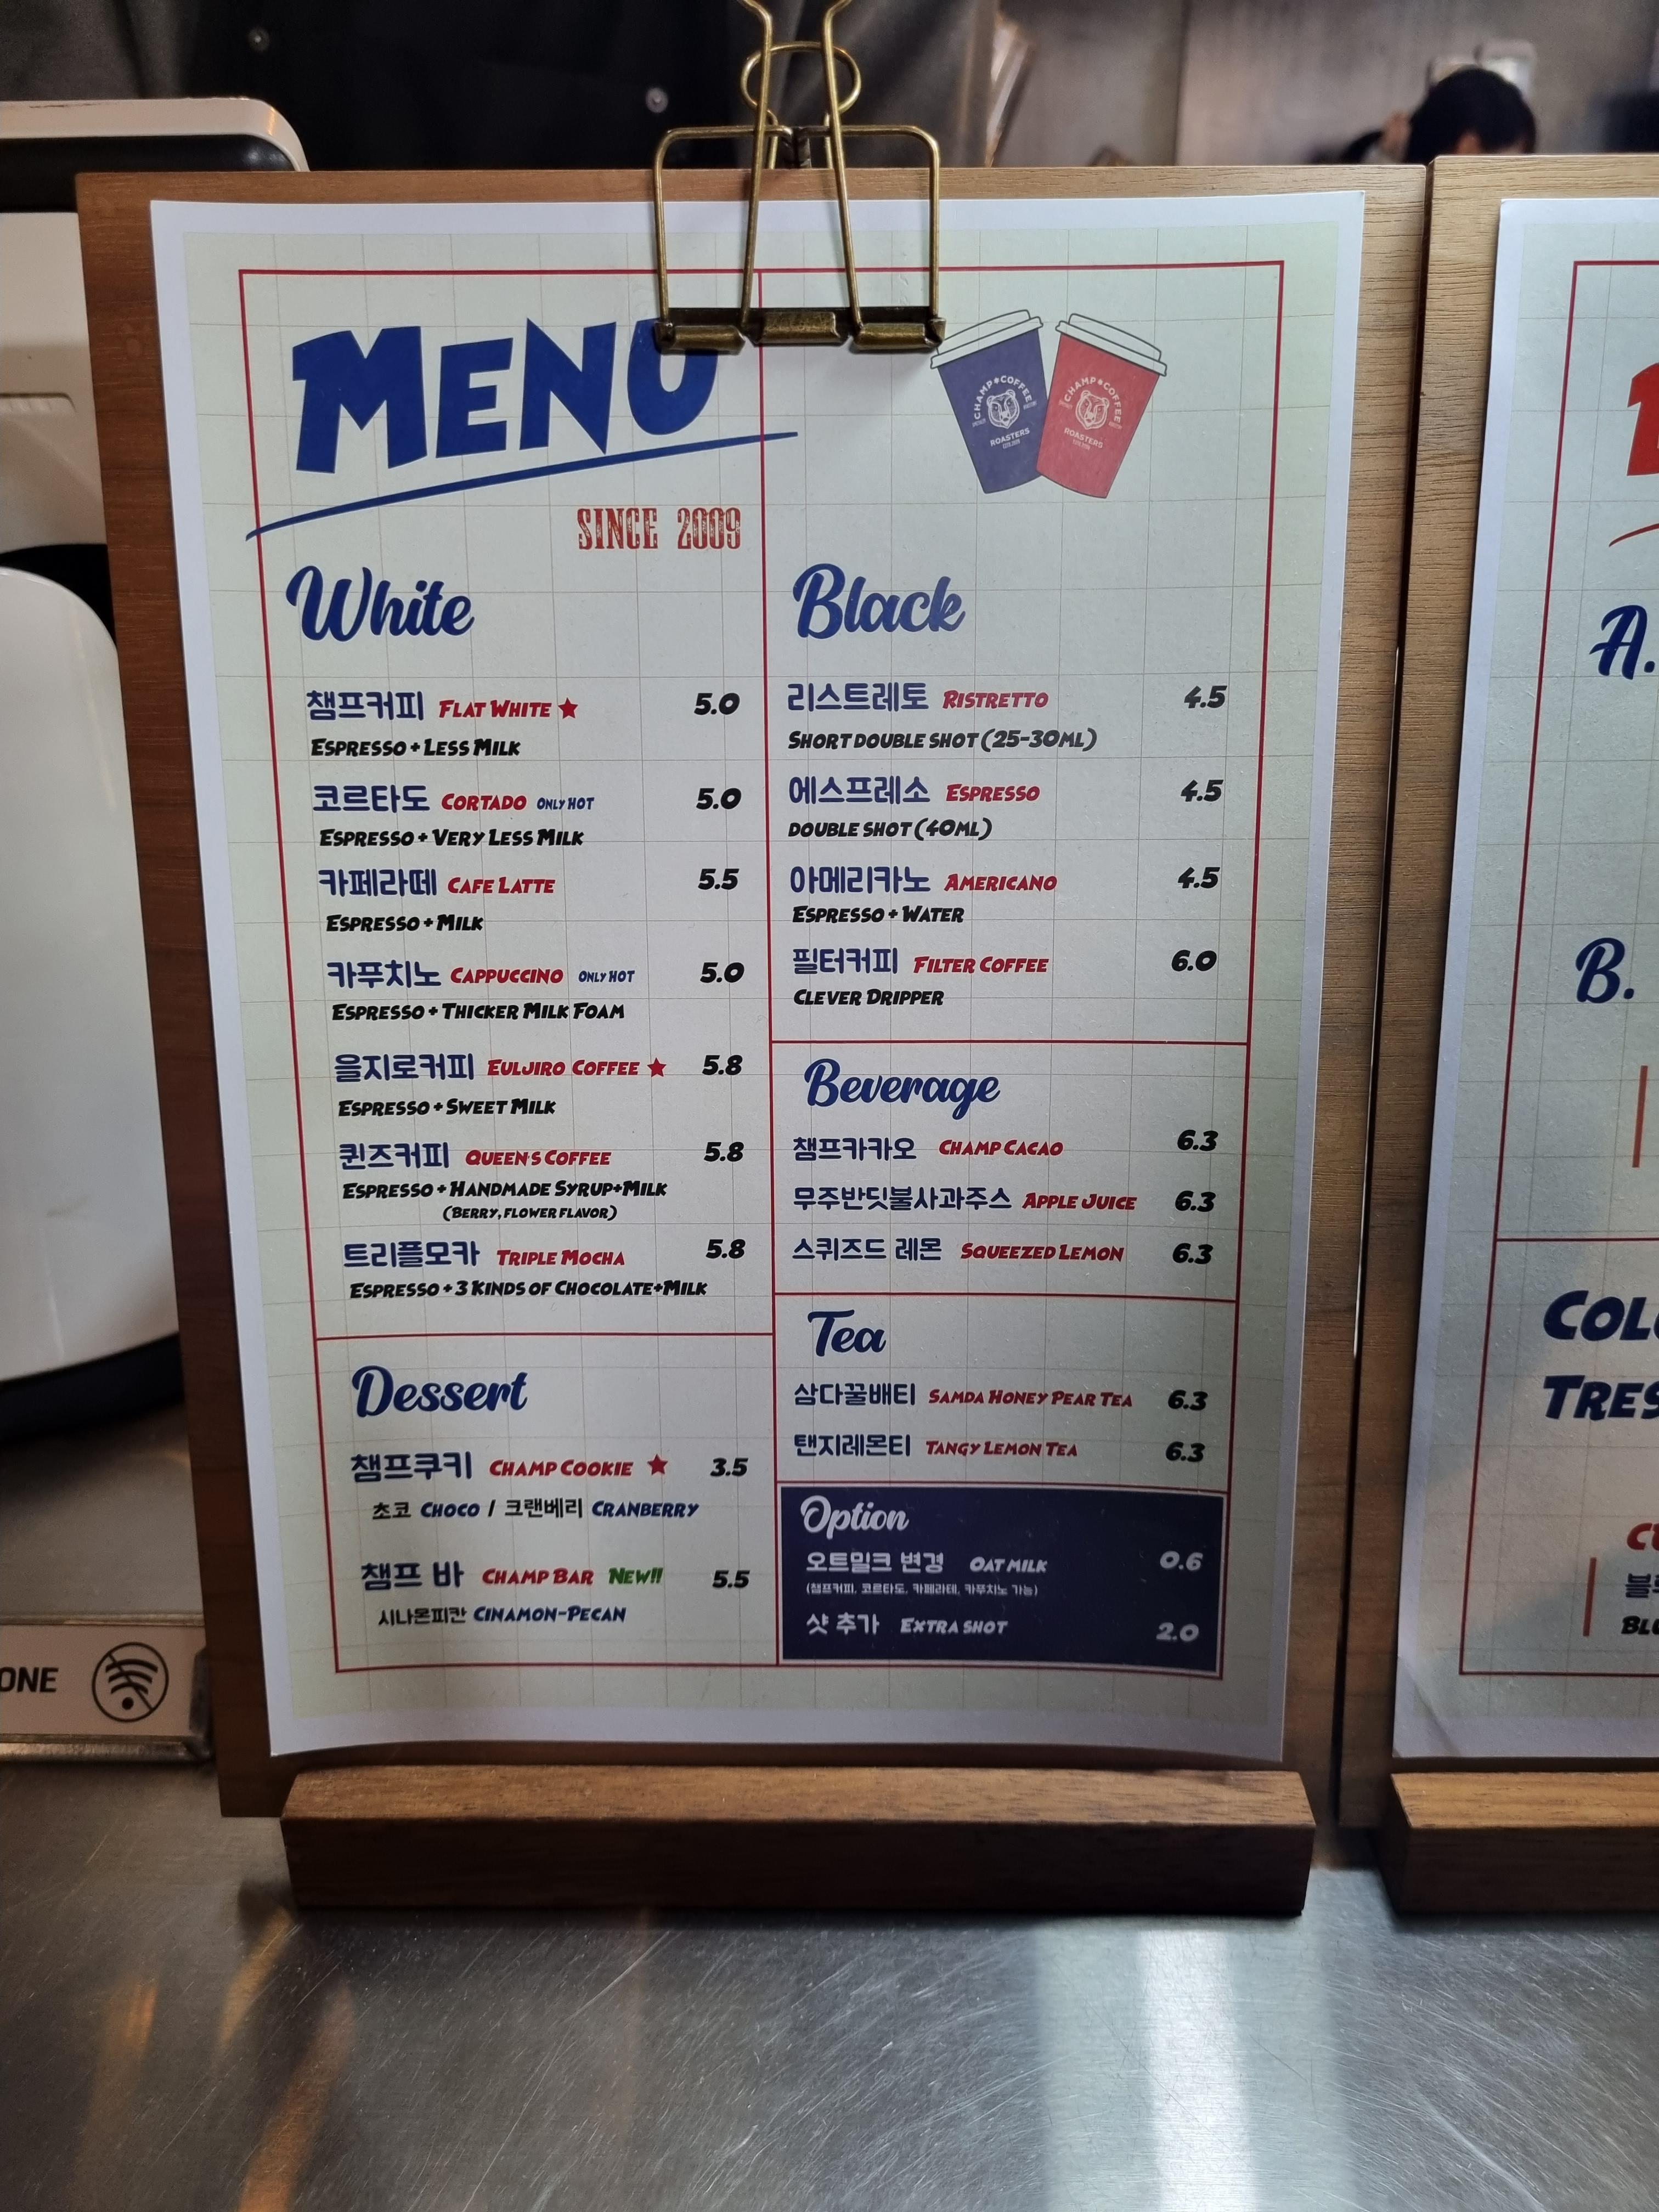 MENU
SINCE 2009
CHAMP COFFEE
ROASTERS
CHAMP COFFEE
ROASTERS
White
챔프커피 FLAT WHITE ★ 5.0
ESPRESSO + LESS MILK
코르타도 CORTADO ONLY HOT 5.0
ESPRESSO + VERY LESS MILK
카페라떼 CAFE LATTE 5.5
ESPRESSO + MILK
카푸치노 CAPPUCCINO ONLY HOT 5.0
ESPRESSO + THICKER MILK FOAM
을지로커피 EULJIRO COFFEE ★ 5.8
ESPRESSO + SWEET MILK
퀸즈커피 QUEEN'S COFFEE 5.8
ESPRESSO + HANDMADE SYRUP+MILK
(BERRY, FLOWER FLAVOR)
트리플모카 TRIPLE MOCHA 5.8
ESPRESSO + 3 KINDS OF CHOCOLATE+MILK
Dessert
챔프쿠키 CHAMP COOKIE ★ 3.5
초코 CHOCO / 크랜베리 CRANBERRY
챔프 바 CHAMP BAR NEW!! 5.5
시나몬피칸 CINAMON-PECAN
Black
리스트레토 RISTRETTO 4.5
SHORT DOUBLE SHOT (25-30ML)
에스프레소 ESPRESSO 4.5
DOUBLE SHOT (40ML)
아메리카노 AMERICANO 4.5
ESPRESSO + WATER
필터커피 FILTER COFFEE 6.0
CLEVER DRIPPER
Beverage
챔프카카오 CHAMP CACAO 6.3
무주반딧불사과주스 APPLE JUICE 6.3
스퀴즈드 레몬 SQUEEZED LEMON 6.3
Tea
삼다꿀배티 SAMDA HONEY PEAR TEA 6.3
탠지레몬티 TANGY LEMON TEA 6.3
Option
오트밀크 변경 OAT MILK 0.6
(챔프커피, 코르타도, 카페라테, 카푸치노 가능)
샷 추가 EXTRA SHOT 2.0
ONE
A.
B.